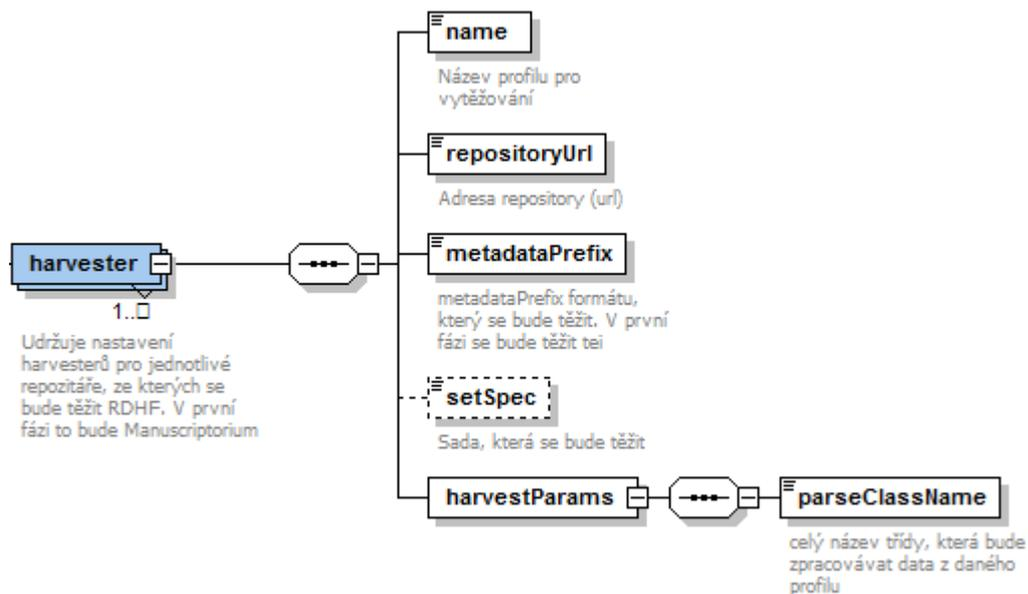 name
Název profilu pro
vytěžování
repositoryUrl
Adresa repository (url)
metadataPrefix
metadataPrefix formátu,
který se bude těžit. V první
fázi se bude těžit tei
harvester
1..□
Udržuje nastavení
harvesterů pro jednotlivé
repozitáře, ze kterých se
bude těžit RDHF. V první
fázi to bude Manuscriptorium
setSpec
Sada, která se bude těžit
harvestParams
parseClassName
celý název třídy, která bude
zpracovávat data z daného
profilu